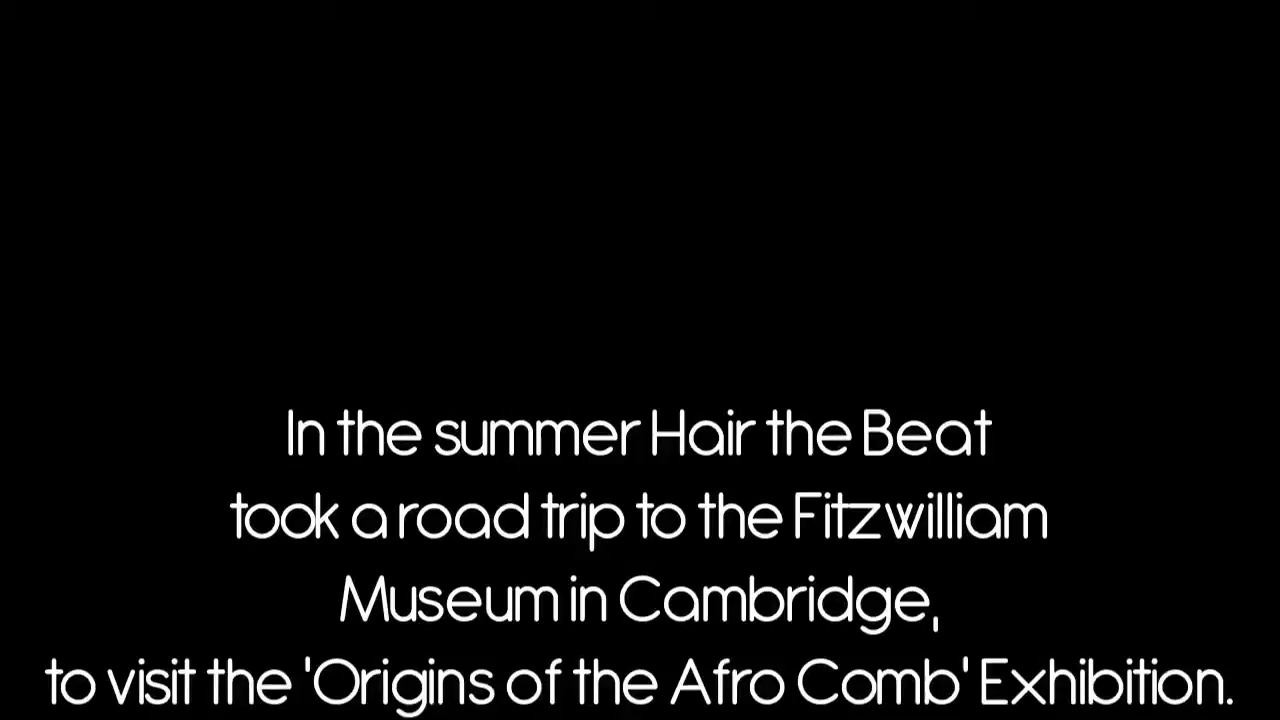 In the summer Hair the Beat
took a road trip to the Fitzwilliam
Museum in Cambridge,
to visit the 'Origins of the Afro Comb' Exhibition.